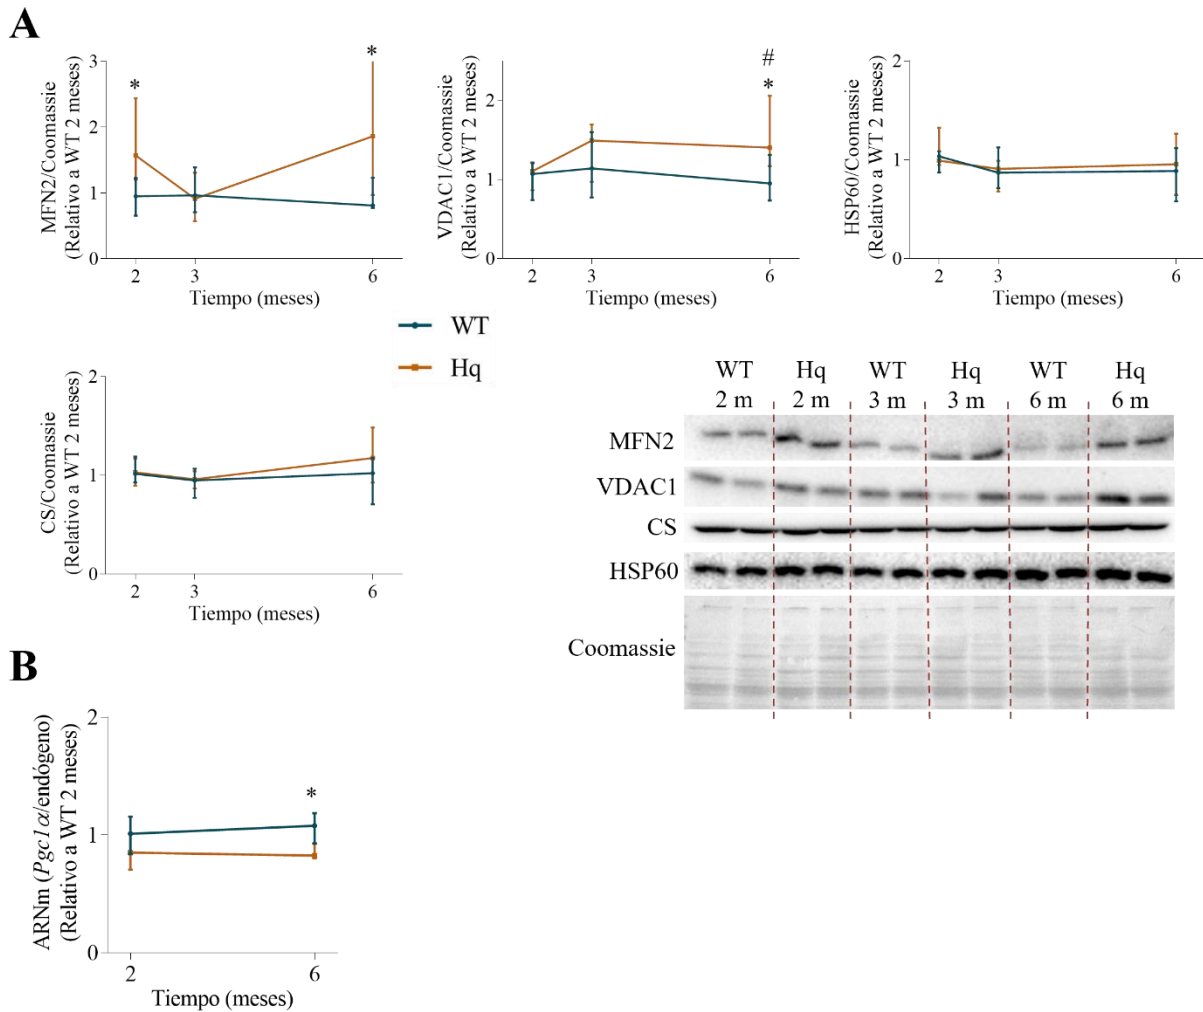 A
MFN2/Coomassie
(Relativo a WT 2 meses)
3
2
1
0
*
*
2
3
6
Tiempo (meses)
VDAC1/Coomassie
(Relativo a WT 2 meses)
2
1
0
#
*
2
3
6
Tiempo (meses)
HSP60/Coomassie
(Relativo a WT 2 meses)
2
1
0
2
3
6
Tiempo (meses)
CS/Coomassie
(Relativo a WT 2 meses)
2
1
0
2
3
6
Tiempo (meses)
WT
Hq
WT Hq WT Hq WT Hq
2 m 2 m 3 m 3 m 6 m 6 m
MFN2
VDAC1
CS
HSP60
Coomassie
B
ARNm (Pgc1α/endógeno)
(Relativo a WT 2 meses)
2
1
0
*
2
6
Tiempo (meses)